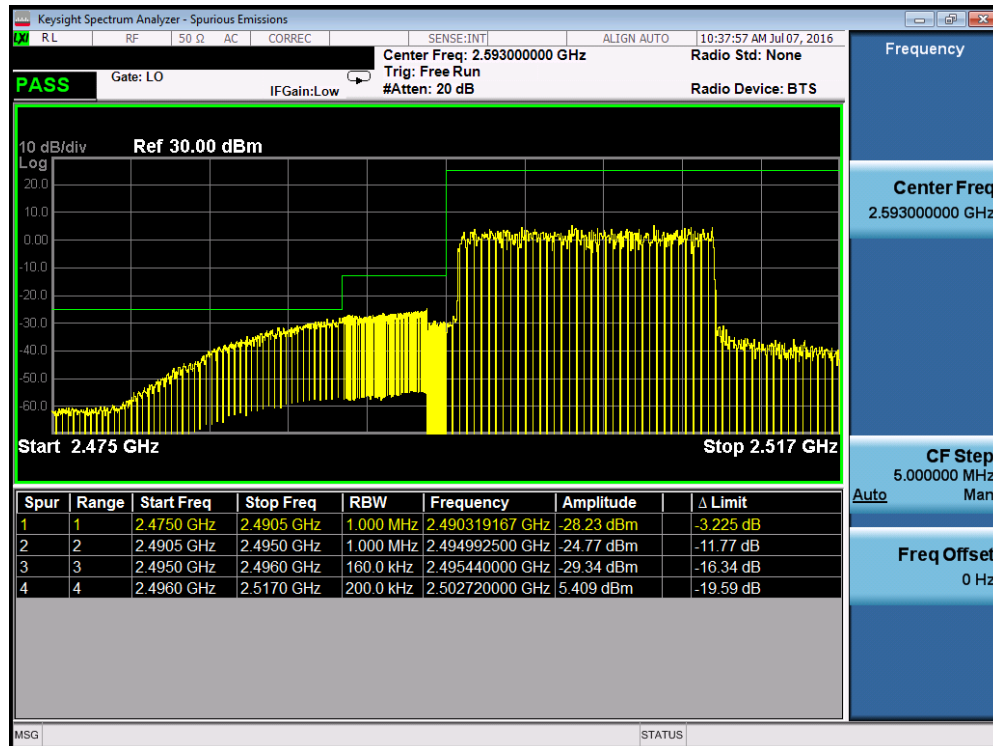 Keysight Spectrum Analyzer - Spurious Emissions
LXI RL RF 50 Ω AC CORREC SENSE:INT ALIGN AUTO 10:37:57 AM Jul 07, 2016
Center Freq: 2.593000000 GHz Radio Std: None
Trig: Free Run
PASS Gate: LO IFGain:Low #Atten: 20 dB Radio Device: BTS
10 dB/div Ref 30.00 dBm
Log
20.0
10.0
0.00
-10.0
-20.0
-30.0
-40.0
-50.0
-60.0
Start 2.475 GHz Stop 2.517 GHz
Spur Range Start Freq Stop Freq RBW Frequency Amplitude Δ Limit
1 1 2.4750 GHz 2.4905 GHz 1.000 MHz 2.490319167 GHz -28.23 dBm -3.225 dB
2 2 2.4905 GHz 2.4950 GHz 1.000 MHz 2.494992500 GHz -24.77 dBm -11.77 dB
3 3 2.4950 GHz 2.4960 GHz 160.0 kHz 2.495440000 GHz -29.34 dBm -16.34 dB
4 4 2.4960 GHz 2.5170 GHz 200.0 kHz 2.502720000 GHz 5.409 dBm -19.59 dB
MSG STATUS
Frequency
Center Freq
2.593000000 GHz
CF Step
5.000000 MHz
Auto Man
Freq Offset
0 Hz